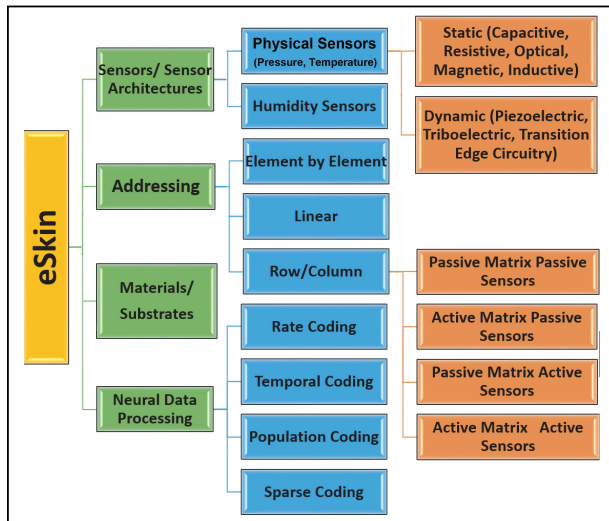 eSkin
Sensors/ Sensor
Architectures
Physical Sensors
(Pressure, Temperature)
Static (Capacitive,
Resistive, Optical,
Magnetic, Inductive)
Dynamic (Piezoelectric,
Triboelectric, Transition
Edge Circuitry)
Humidity Sensors
Addressing
Element by Element
Linear
Row/Column
Passive Matrix Passive
Sensors
Active Matrix Passive
Sensors
Passive Matrix Active
Sensors
Active Matrix Active
Sensors
Materials/
Substrates
Neural Data
Processing
Rate Coding
Temporal Coding
Population Coding
Sparse Coding